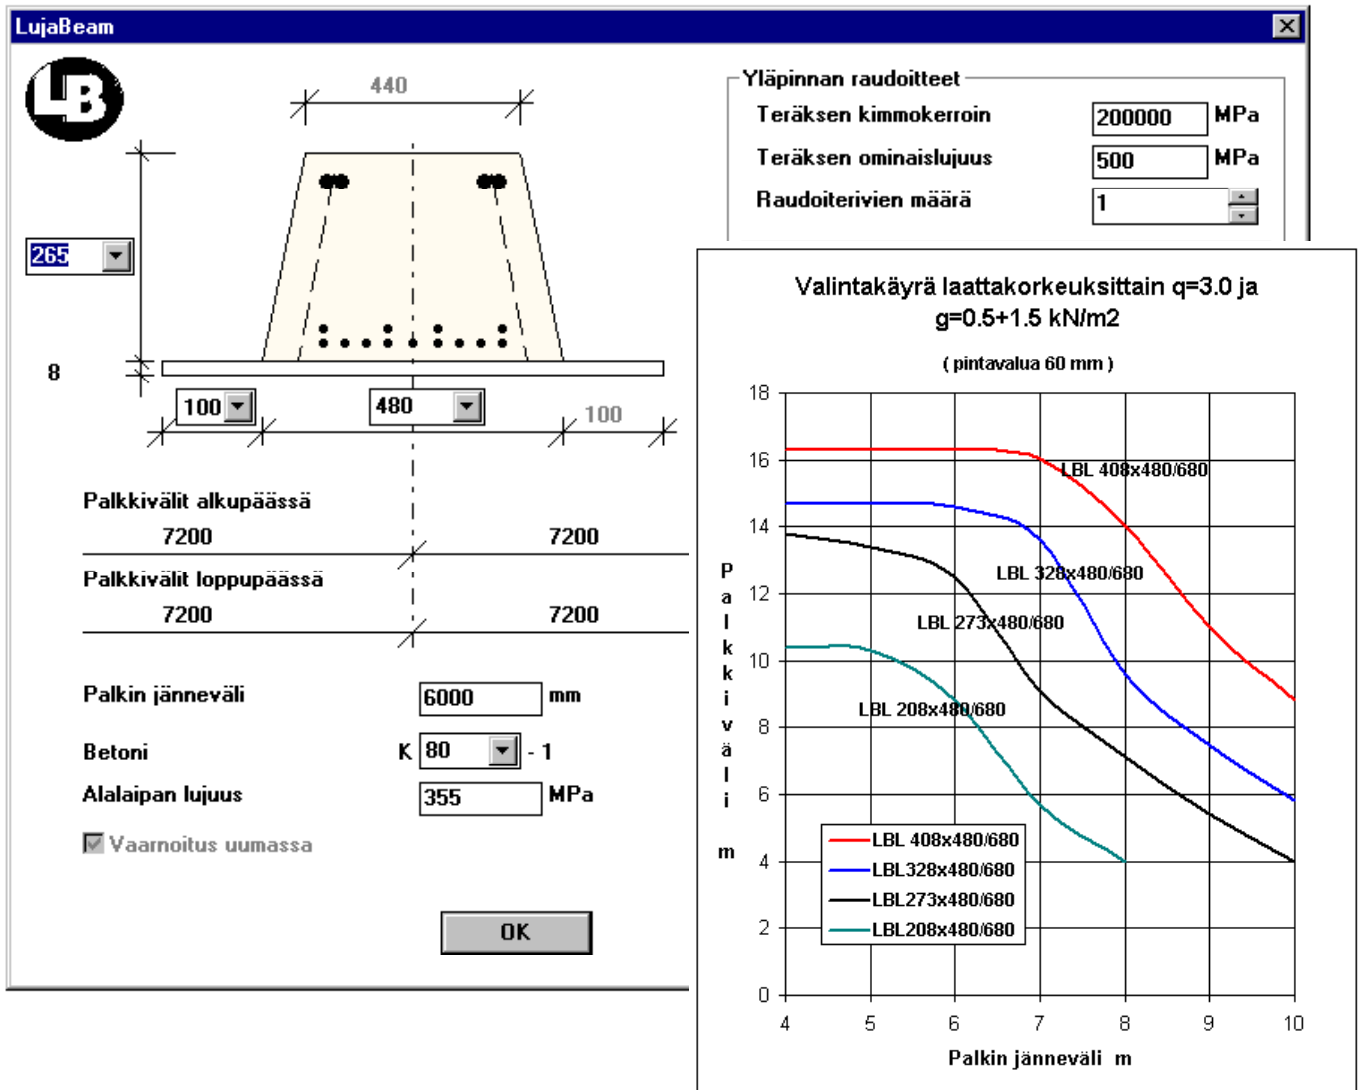 LujaBeam
LB
440
265
8
100
480
100
Palkkivälit alkupäässä
7200 7200
Palkkivälit loppupäässä
7200 7200
Palkin jänneväli 6000 mm
Betoni K 80 - 1
Alalaipan lujuus 355 MPa
Vaarnoitus uumassa
OK
Yläpinnan raudoitteet
Teräksen kimmokerroin 200000 MPa
Teräksen ominaislujuus 500 MPa
Raudoiterivien määrä 1
Valintakäyrä laattakorkeuksittain q=3.0 ja
g=0.5+1.5 kN/m2
( pintavalua 60 mm )
18
16
14
12
10
8
6
4
2
0
Palkkiväli m
LBL 408x480/680
LBL 328x480/680
LBL 273x480/680
LBL 208x480/680
LBL 408x480/680
LBL328x480/680
LBL273x480/680
LBL208x480/680
4 5 6 7 8 9 10
Palkin jänneväli m